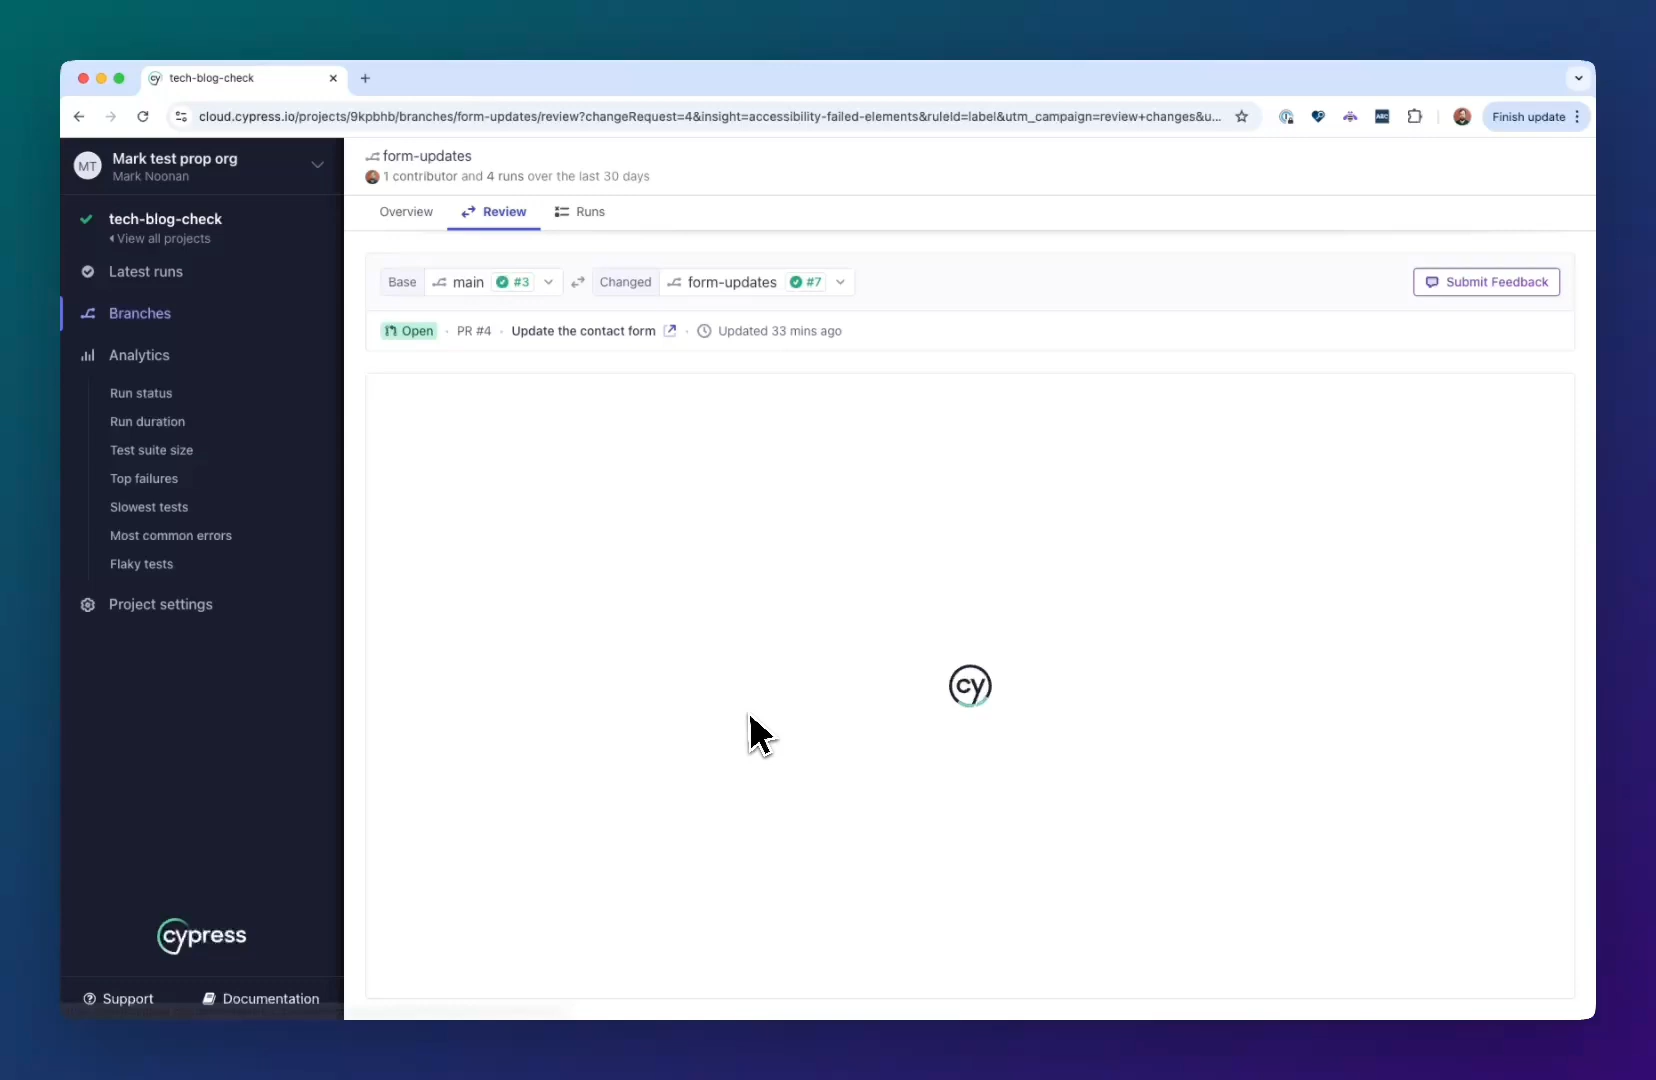 tech-blog-check
cloud.cypress.io/projects/9kpbhb/branches/form-updates/review?changeRequest=4&insight=accessibility-failed-elements&ruleId=label&utm_campaign=review+changes&u...
ABC
Finish update
MT
Mark test prop org
Mark Noonan
tech-blog-check
View all projects
Latest runs
Branches
Analytics
Run status
Run duration
Test suite size
Top failures
Slowest tests
Most common errors
Flaky tests
Project settings
cypress
Support
Documentation
form-updates
1 contributor and 4 runs over the last 30 days
Overview
Review
Runs
Base
main
#3
Changed
form-updates
#7
Submit Feedback
Open · PR #4 · Update the contact form · Updated 33 mins ago
cy